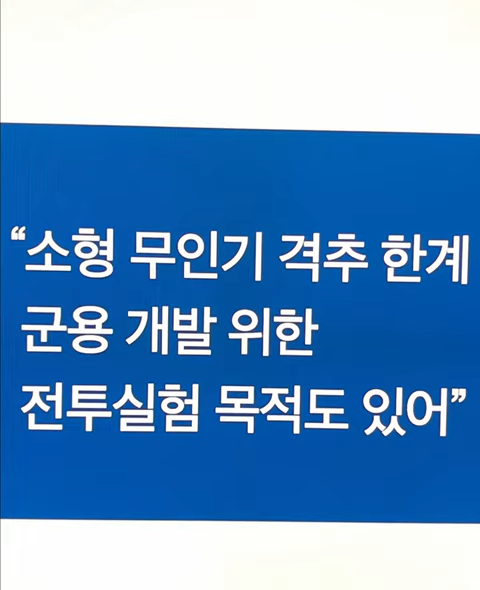 “소형 무인기 격추 한계
군용 개발 위한
전투실험 목적도 있어”